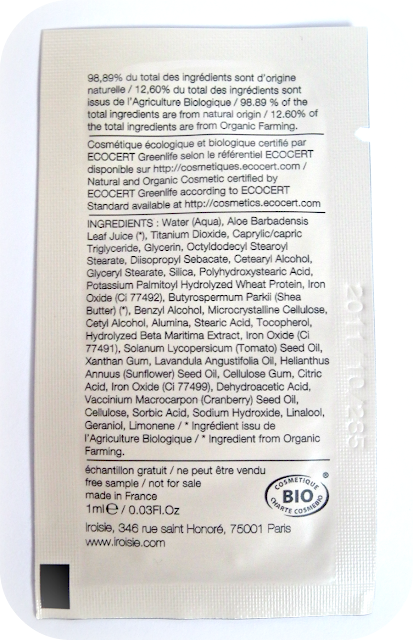 98,89% du total des ingrédients sont d'origine
naturelle / 12,60% du total des ingrédients sont
issus de l'Agriculture Biologique / 98.89 % of the
total ingredients are from natural origin / 12.60% of
the total ingredients are from Organic Farming.
Cosmétique écologique et biologique certifié par
ECOCERT Greenlife selon le référentiel ECOCERT
disponible sur http://cosmetiques.ecocert.com /
Natural and Organic Cosmetic certified by
ECOCERT Greenlife according to ECOCERT
Standard available at http://cosmetics.ecocert.com
INGREDIENTS : Water (Aqua), Aloe Barbadensis
Leaf Juice (*), Titanium Dioxide, Caprylic/capric
Triglyceride, Glycerin, Octyldodecyl Stearoyl
Stearate, Diisopropyl Sebacate, Cetearyl Alcohol,
Glyceryl Stearate, Silica, Polyhydroxystearic Acid,
Potassium Palmitoyl Hydrolyzed Wheat Protein, Iron
Oxide (Ci 77492), Butyrospermum Parkii (Shea
Butter) (*), Benzyl Alcohol, Microcrystalline Cellulose,
Cetyl Alcohol, Alumina, Stearic Acid, Tocopherol,
Hydrolyzed Beta Maritima Extract, Iron Oxide (Ci
77491), Solanum Lycopersicum (Tomato) Seed Oil,
Xanthan Gum, Lavandula Angustifolia Oil, Helianthus
Annuus (Sunflower) Seed Oil, Cellulose Gum, Citric
Acid, Iron Oxide (Ci 77499), Dehydroacetic Acid,
Vaccinium Macrocarpon (Cranberry) Seed Oil,
Cellulose, Sorbic Acid, Sodium Hydroxide, Linalool,
Geraniol, Limonene / * Ingrédient issu de
l'Agriculture Biologique / * Ingredient from Organic
Farming.
échantillon gratuit / ne peut être vendu
free sample / not for sale
made in France
1ml ℮ / 0.03Fl.Oz
Iroisie, 346 rue saint Honoré, 75001 Paris
www.iroisie.com
COSMETIQUE
BIO ®
CHARTE COSMEBIO